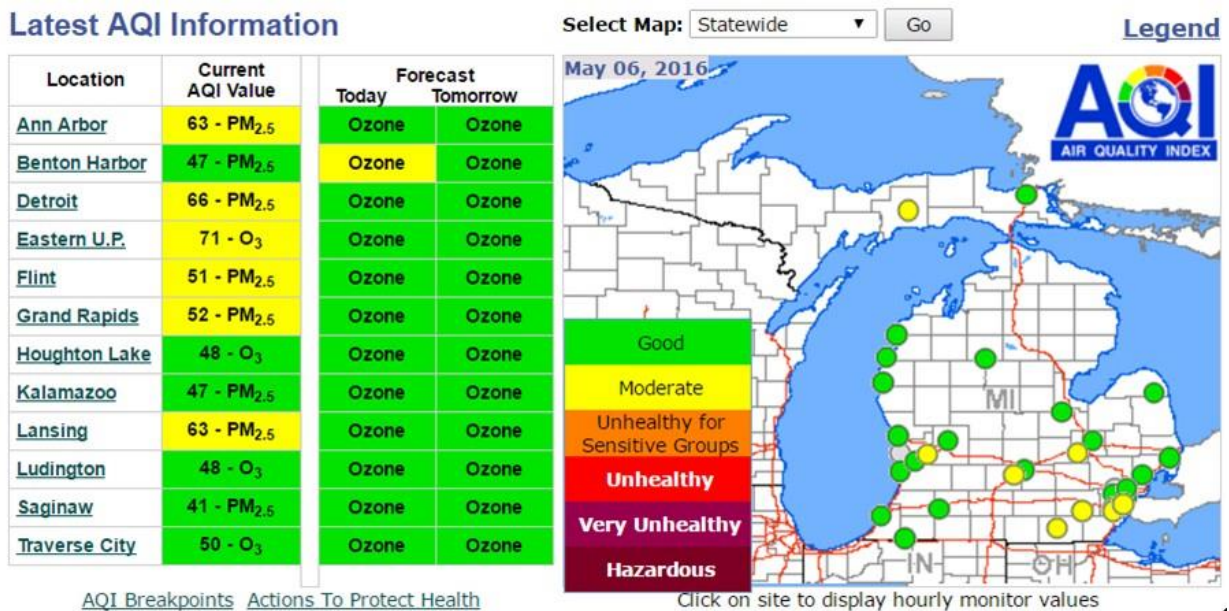 Latest AQI Information
Select Map: Statewide ▼ Go Legend
Location Current AQI Value Forecast
Today Tomorrow
Ann Arbor 63 - PM2.5 Ozone Ozone
Benton Harbor 47 - PM2.5 Ozone Ozone
Detroit 66 - PM2.5 Ozone Ozone
Eastern U.P. 71 - O3 Ozone Ozone
Flint 51 - PM2.5 Ozone Ozone
Grand Rapids 52 - PM2.5 Ozone Ozone
Houghton Lake 48 - O3 Ozone Ozone
Kalamazoo 47 - PM2.5 Ozone Ozone
Lansing 63 - PM2.5 Ozone Ozone
Ludington 48 - O3 Ozone Ozone
Saginaw 41 - PM2.5 Ozone Ozone
Traverse City 50 - O3 Ozone Ozone
AQI Breakpoints Actions To Protect Health
May 06, 2016
AQI
AIR QUALITY INDEX
Good
Moderate
Unhealthy for
Sensitive Groups
Unhealthy
Very Unhealthy
Hazardous
MI
IN
OH
Click on site to display hourly monitor values